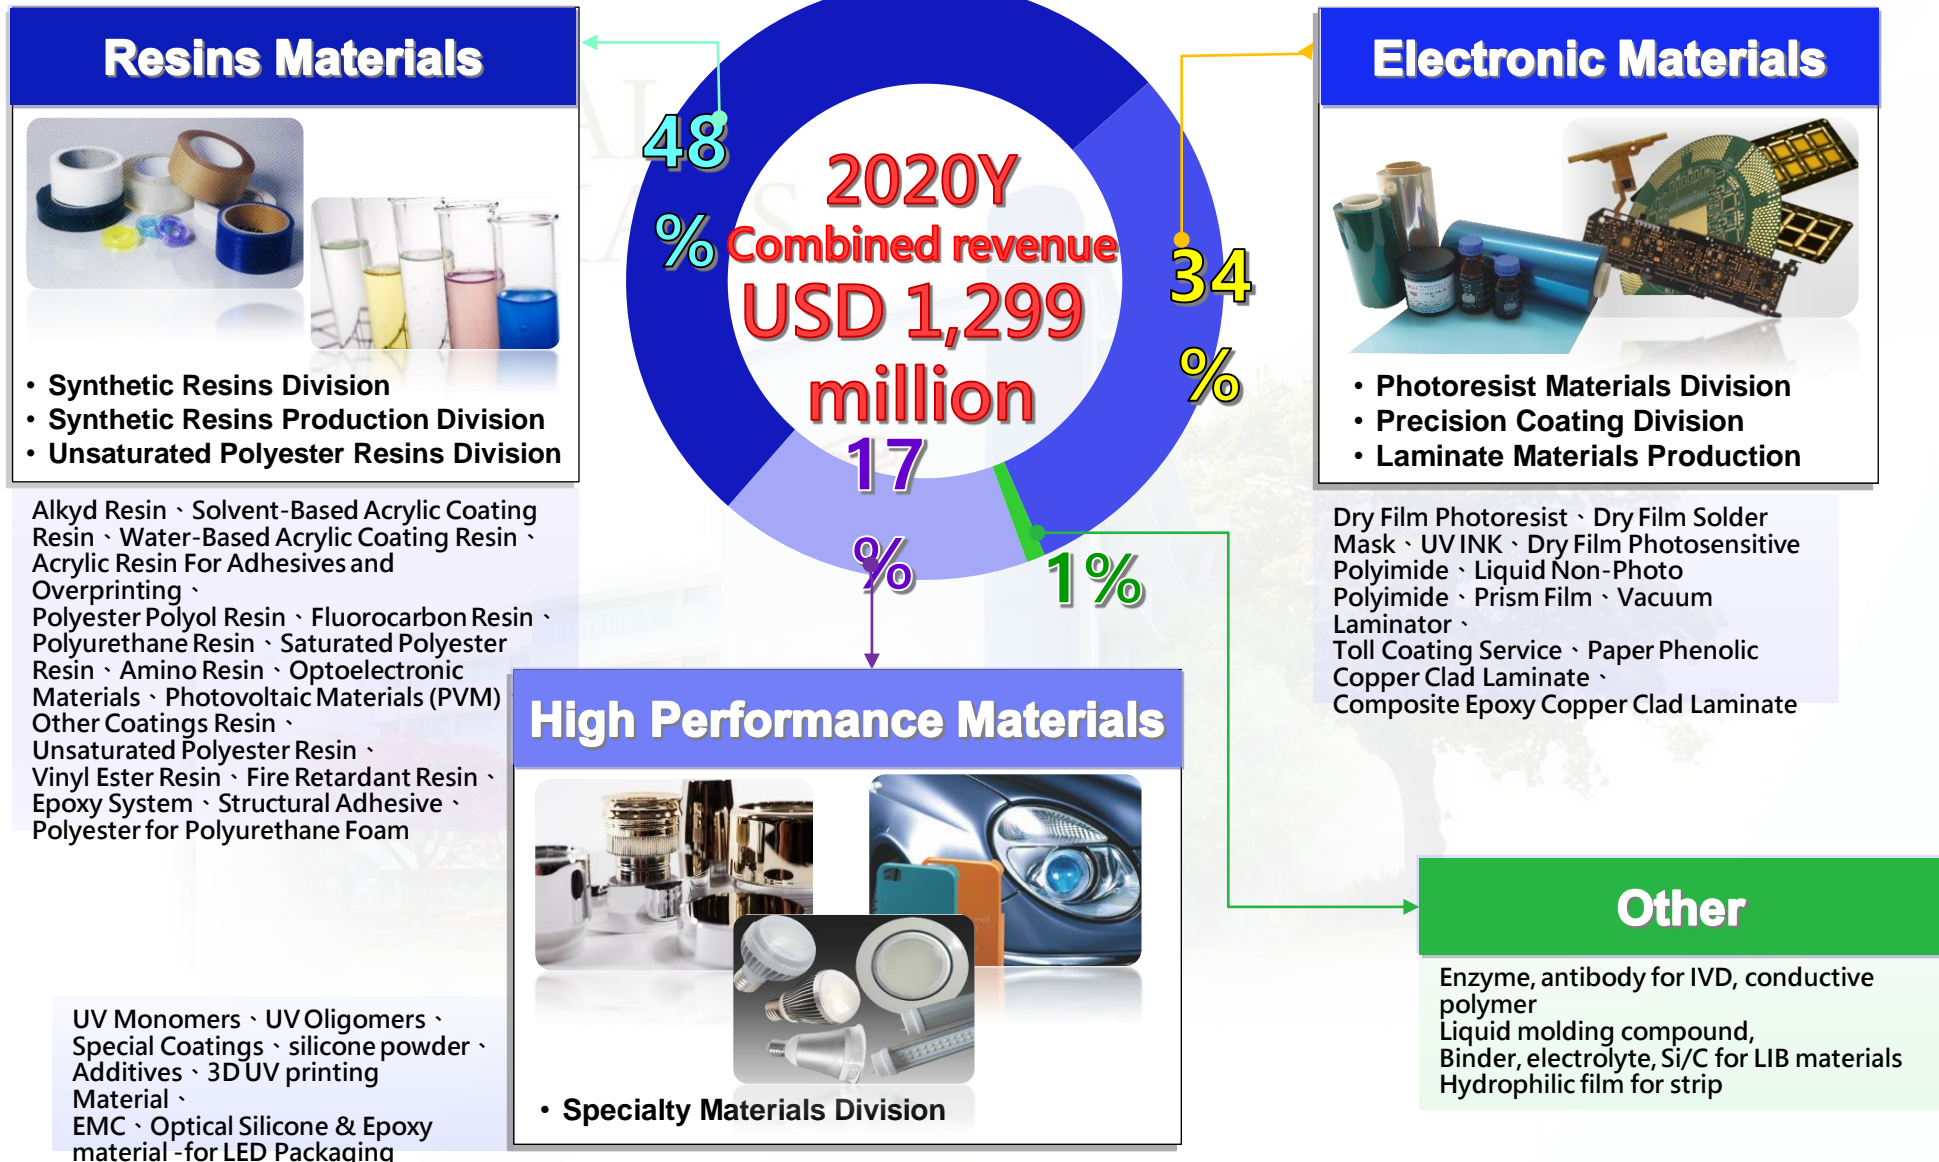 Resins Materials
• Synthetic Resins Division
• Synthetic Resins Production Division
• Unsaturated Polyester Resins Division
Alkyd Resin、Solvent-Based Acrylic Coating
Resin、Water-Based Acrylic Coating Resin、
Acrylic Resin For Adhesives and
Overprinting、
Polyester Polyol Resin、Fluorocarbon Resin、
Polyurethane Resin、Saturated Polyester
Resin、Amino Resin、Optoelectronic
Materials、Photovoltaic Materials (PVM)
Other Coatings Resin、
Unsaturated Polyester Resin、
Vinyl Ester Resin、Fire Retardant Resin、
Epoxy System、Structural Adhesive、
Polyester for Polyurethane Foam
48
%
2020Y
Combined revenue
USD 1,299
million
34
%
17
%
1%
Electronic Materials
• Photoresist Materials Division
• Precision Coating Division
• Laminate Materials Production
Dry Film Photoresist、Dry Film Solder
Mask、UV INK、Dry Film Photosensitive
Polyimide、Liquid Non-Photo
Polyimide、Prism Film、Vacuum
Laminator、
Toll Coating Service、Paper Phenolic
Copper Clad Laminate、
Composite Epoxy Copper Clad Laminate
High Performance Materials
• Specialty Materials Division
UV Monomers、UV Oligomers、
Special Coatings、silicone powder、
Additives、3D UV printing
Material、
EMC、Optical Silicone & Epoxy
material -for LED Packaging
Other
Enzyme, antibody for IVD, conductive
polymer
Liquid molding compound,
Binder, electrolyte, Si/C for LIB materials
Hydrophilic film for strip